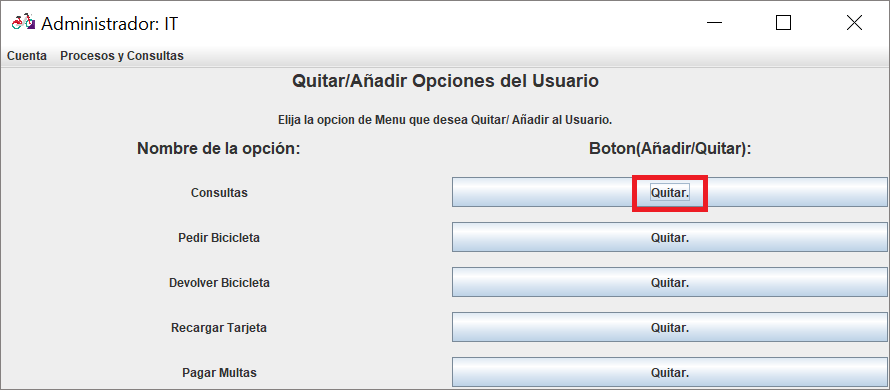 Administrador: IT
Cuenta Procesos y Consultas
Quitar/Añadir Opciones del Usuario
Elija la opcion de Menu que desea Quitar/ Añadir al Usuario.
Nombre de la opción: Boton(Añadir/Quitar):
Consultas Quitar.
Pedir Bicicleta Quitar.
Devolver Bicicleta Quitar.
Recargar Tarjeta Quitar.
Pagar Multas Quitar.